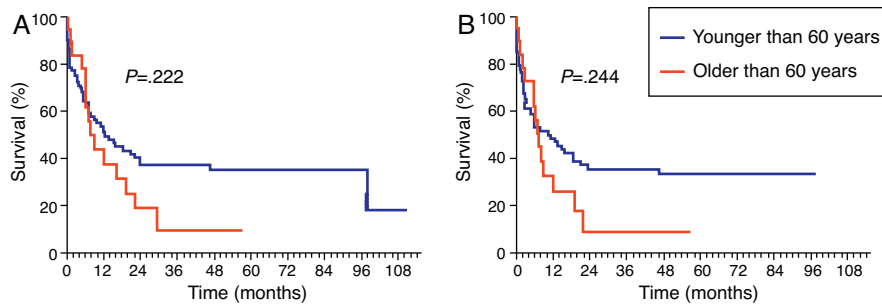 A
Survival (%)
100
80
60
40
20
0
P=.222
0 12 24 36 48 60 72 84 96 108
Time (months)
B
Survival (%)
100
80
60
40
20
0
P=.244
0 12 24 36 48 60 72 84 96 108
Time (months)
Younger than 60 years
Older than 60 years